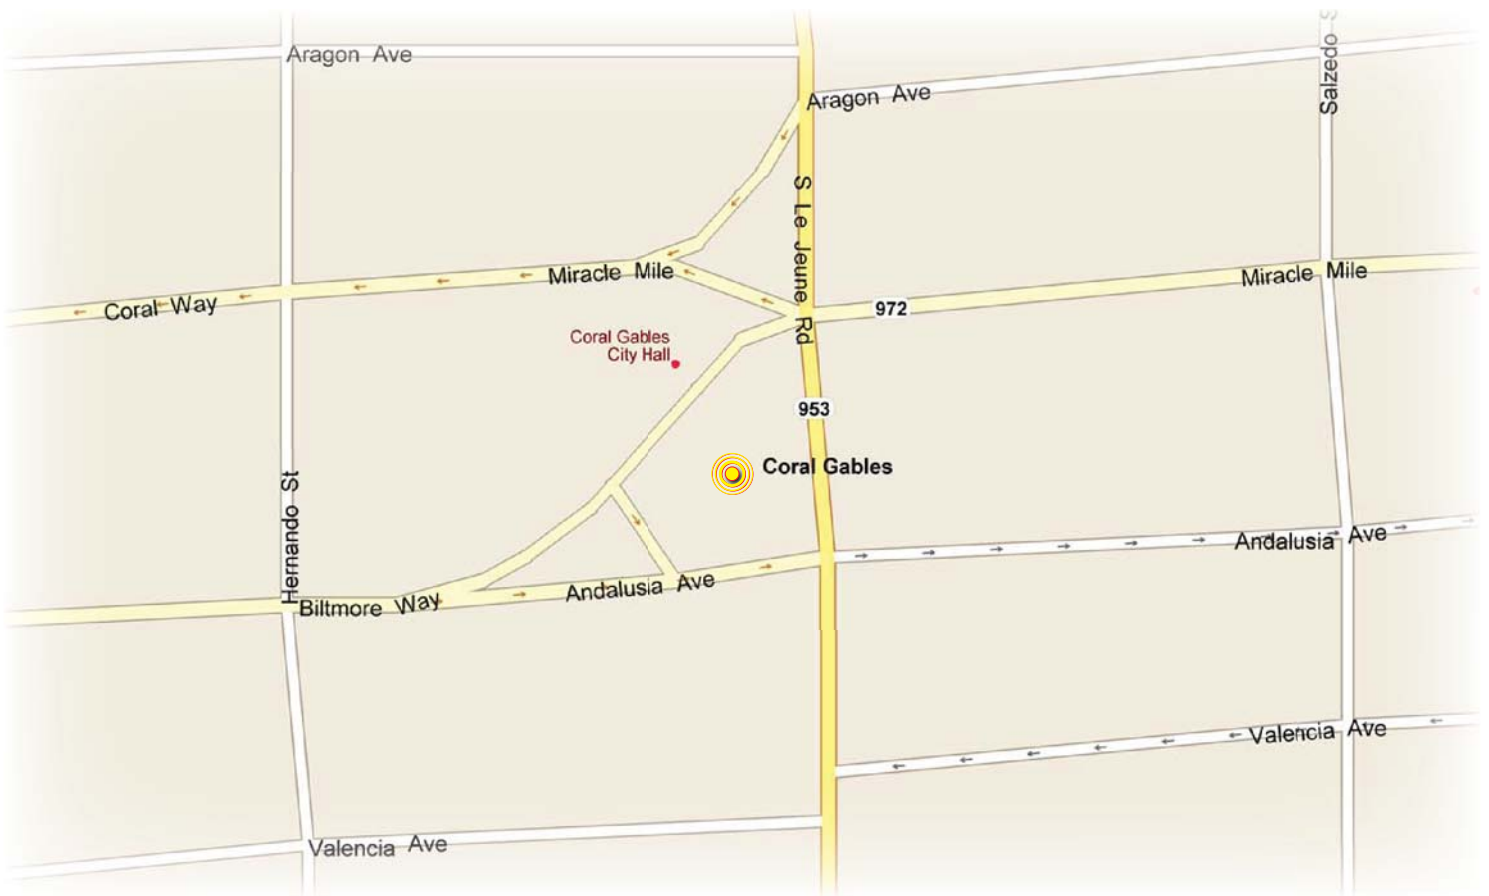 Aragon Ave
Aragon Ave
Salzedo S
S Le Jeune Rd
Miracle Mile
Miracle Mile
Coral Way
972
Coral Gables
City Hall
953
Coral Gables
Hernando St
Andalusia Ave
Andalusia Ave
Biltmore Way
Valencia Ave
Valencia Ave